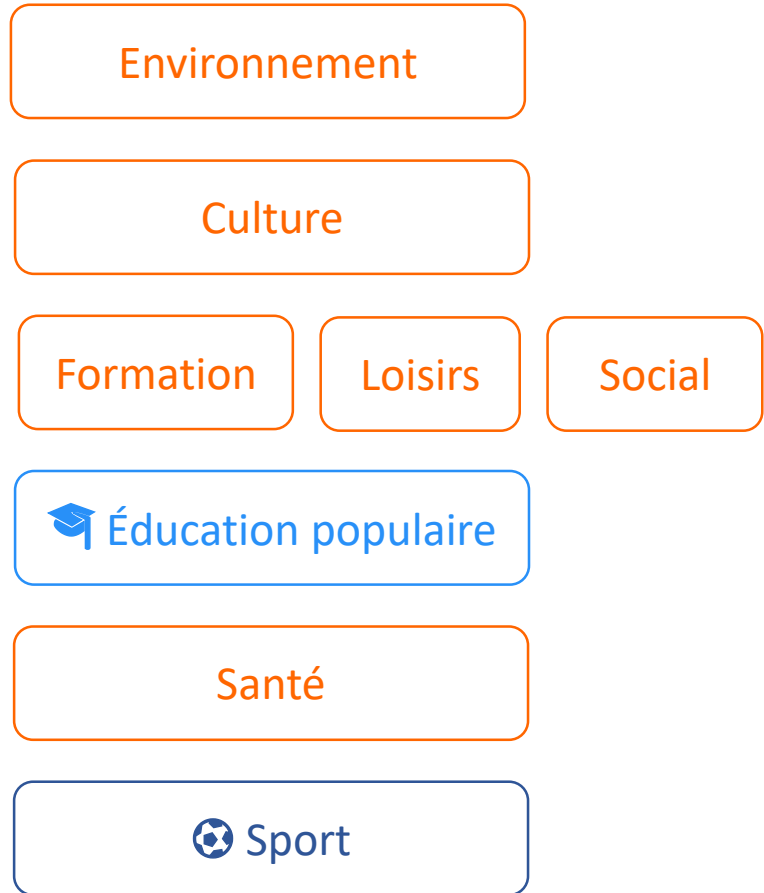 Environnement
Culture
Formation Loisirs Social
Éducation populaire
Santé
Sport